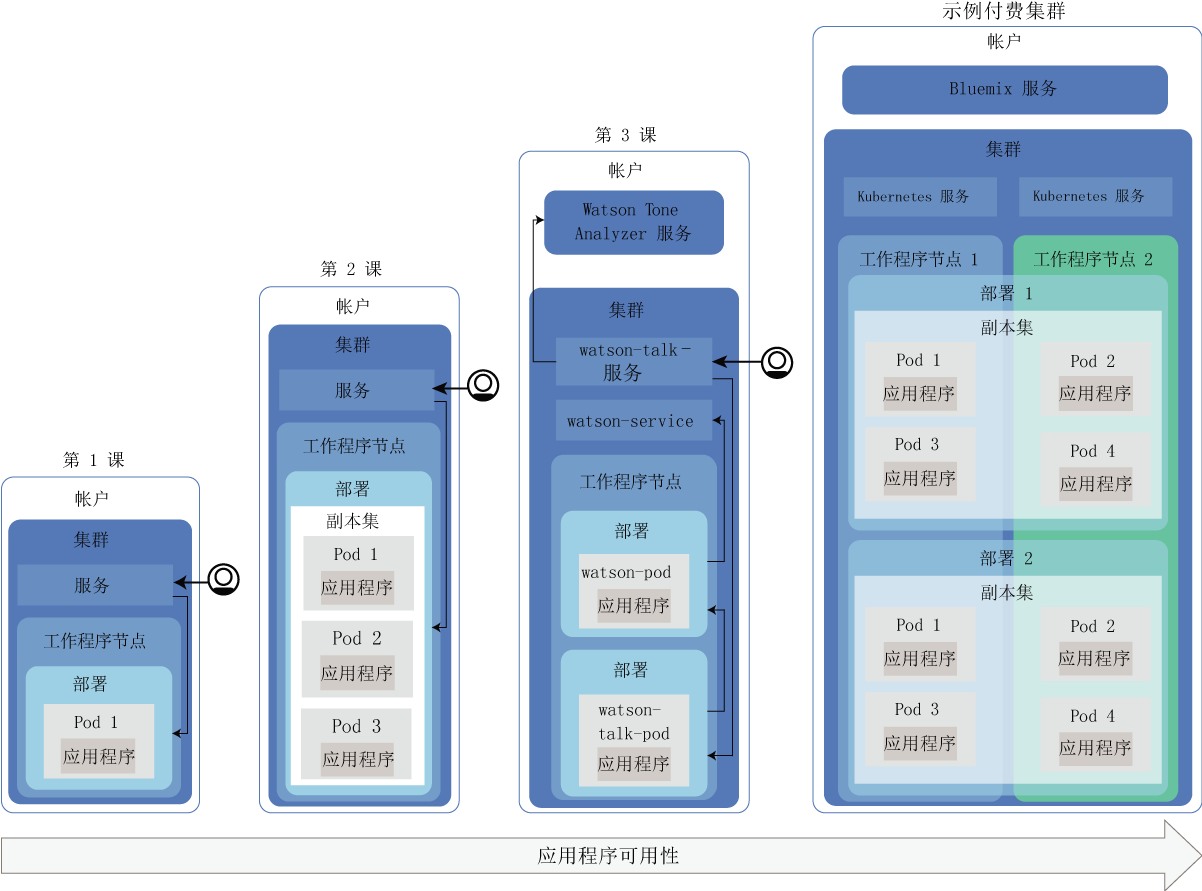 第 1 课
帐户
集群
服务
工作程序节点
部署
Pod 1
应用程序
第 2 课
帐户
集群
服务
工作程序节点
部署
副本集
Pod 1
应用程序
Pod 2
应用程序
Pod 3
应用程序
第 3 课
帐户
Watson Tone
Analyzer 服务
集群
watson-talk-
服务
watson-service
工作程序节点
部署
watson-pod
应用程序
部署
watson-
talk-pod
应用程序
示例付费集群
帐户
Bluemix 服务
集群
Kubernetes 服务
Kubernetes 服务
工作程序节点 1
工作程序节点 2
部署 1
副本集
Pod 1
应用程序
Pod 2
应用程序
Pod 3
应用程序
Pod 4
应用程序
部署 2
副本集
Pod 1
应用程序
Pod 2
应用程序
Pod 3
应用程序
Pod 4
应用程序
应用程序可用性